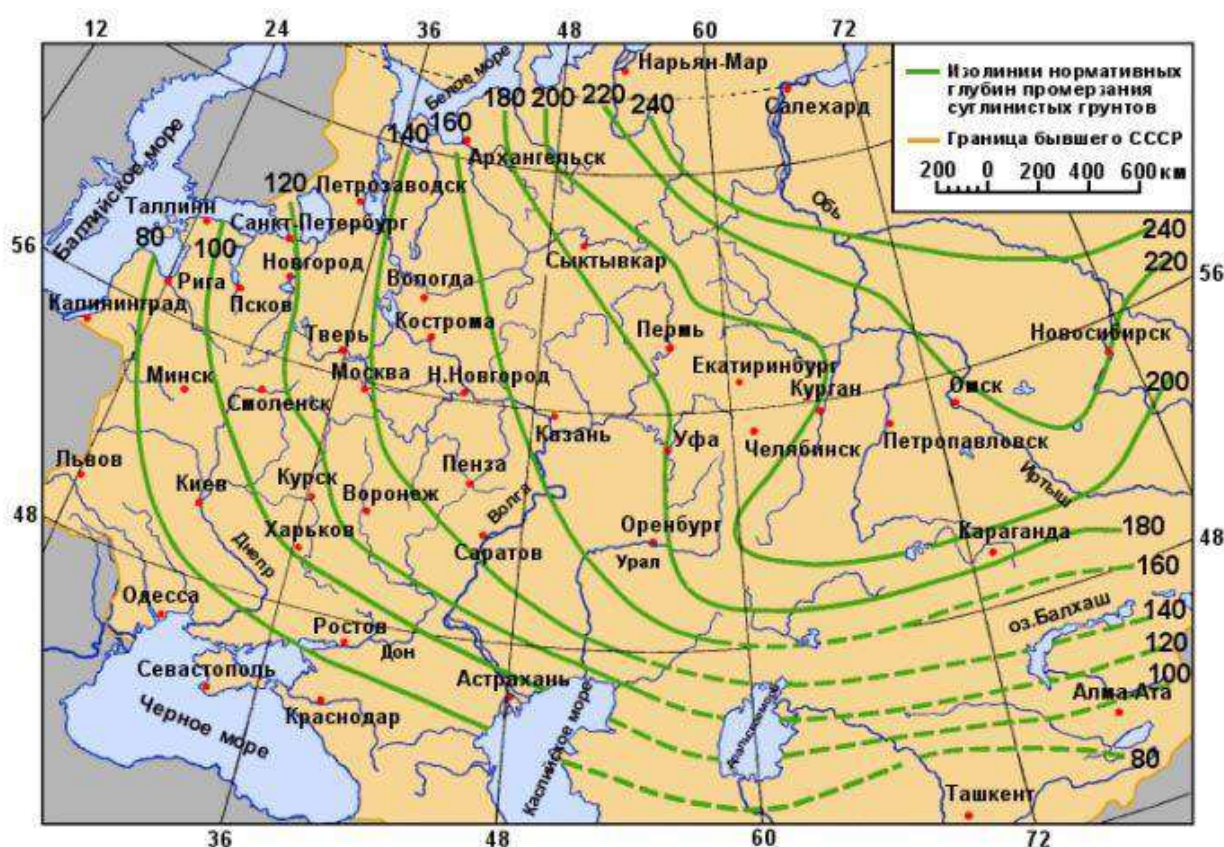 12
24
36
48
60
72
Изолинии нормативных
глубин промерзания
суглинистых грунтов
Граница бывшего СССР
200
0
200
400
600 км
Нарьян-Мар
Салехард
Белое море
180
200
220
240
140
160
Архангельск
Балтийское море
120
Петрозаводск
Обь
Таллинн
Санкт-Петербург
80
100
240
56
Сыктывкар
220
56
Новгород
Вологда
Рига
Псков
Калининград
Кострома
Тверь
Пермь
Новосибирск
Екатиринбург
Минск
Москва
Н.Новгород
Курган
Омск
200
Смоленск
Казань
Уфа
Челябинск
Петропавловск
Львов
Пенза
Киев
Курск
Воронеж
Волга
Иртыш
48
Харьков
Саратов
Оренбург
Урал
Караганда
180
48
Днепр
160
Одесса
оз.Балхаш
140
Ростов
Дон
120
Севастополь
Астрахань
100
Алма-Ата
Краснодар
Черное море
Каспийское море
Аральское море
80
Ташкент
36
48
60
72